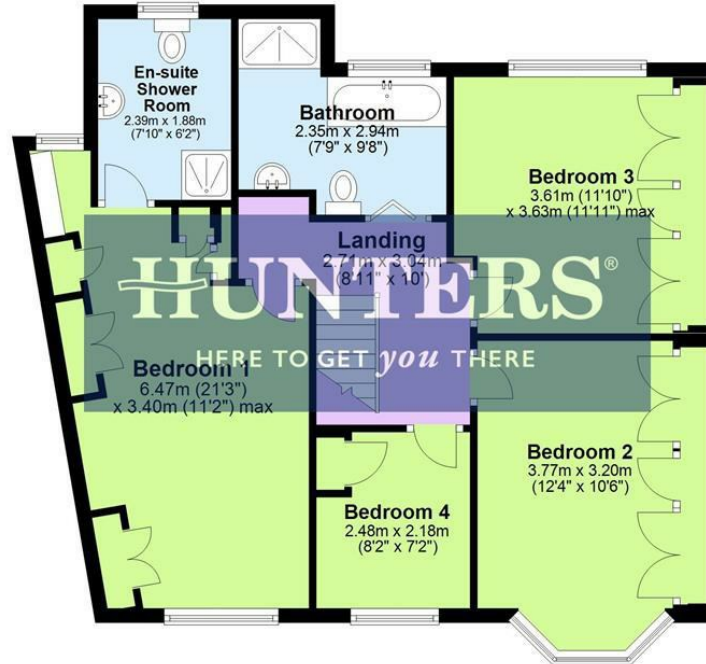 En-suite
Shower
Room
2.39m x 1.88m
(7'10" x 6'2")
Bathroom
2.35m x 2.94m
(7'9" x 9'8")
Bedroom 3
3.61m (11'10")
x 3.63m (11'11") max
Landing
2.71m x 3.04m
(8'11" x 10')
HUNTERS®
HERE TO GET you THERE
Bedroom 1
6.47m (21'3")
x 3.40m (11'2") max
Bedroom 2
3.77m x 3.20m
(12'4" x 10'6")
Bedroom 4
2.48m x 2.18m
(8'2" x 7'2")